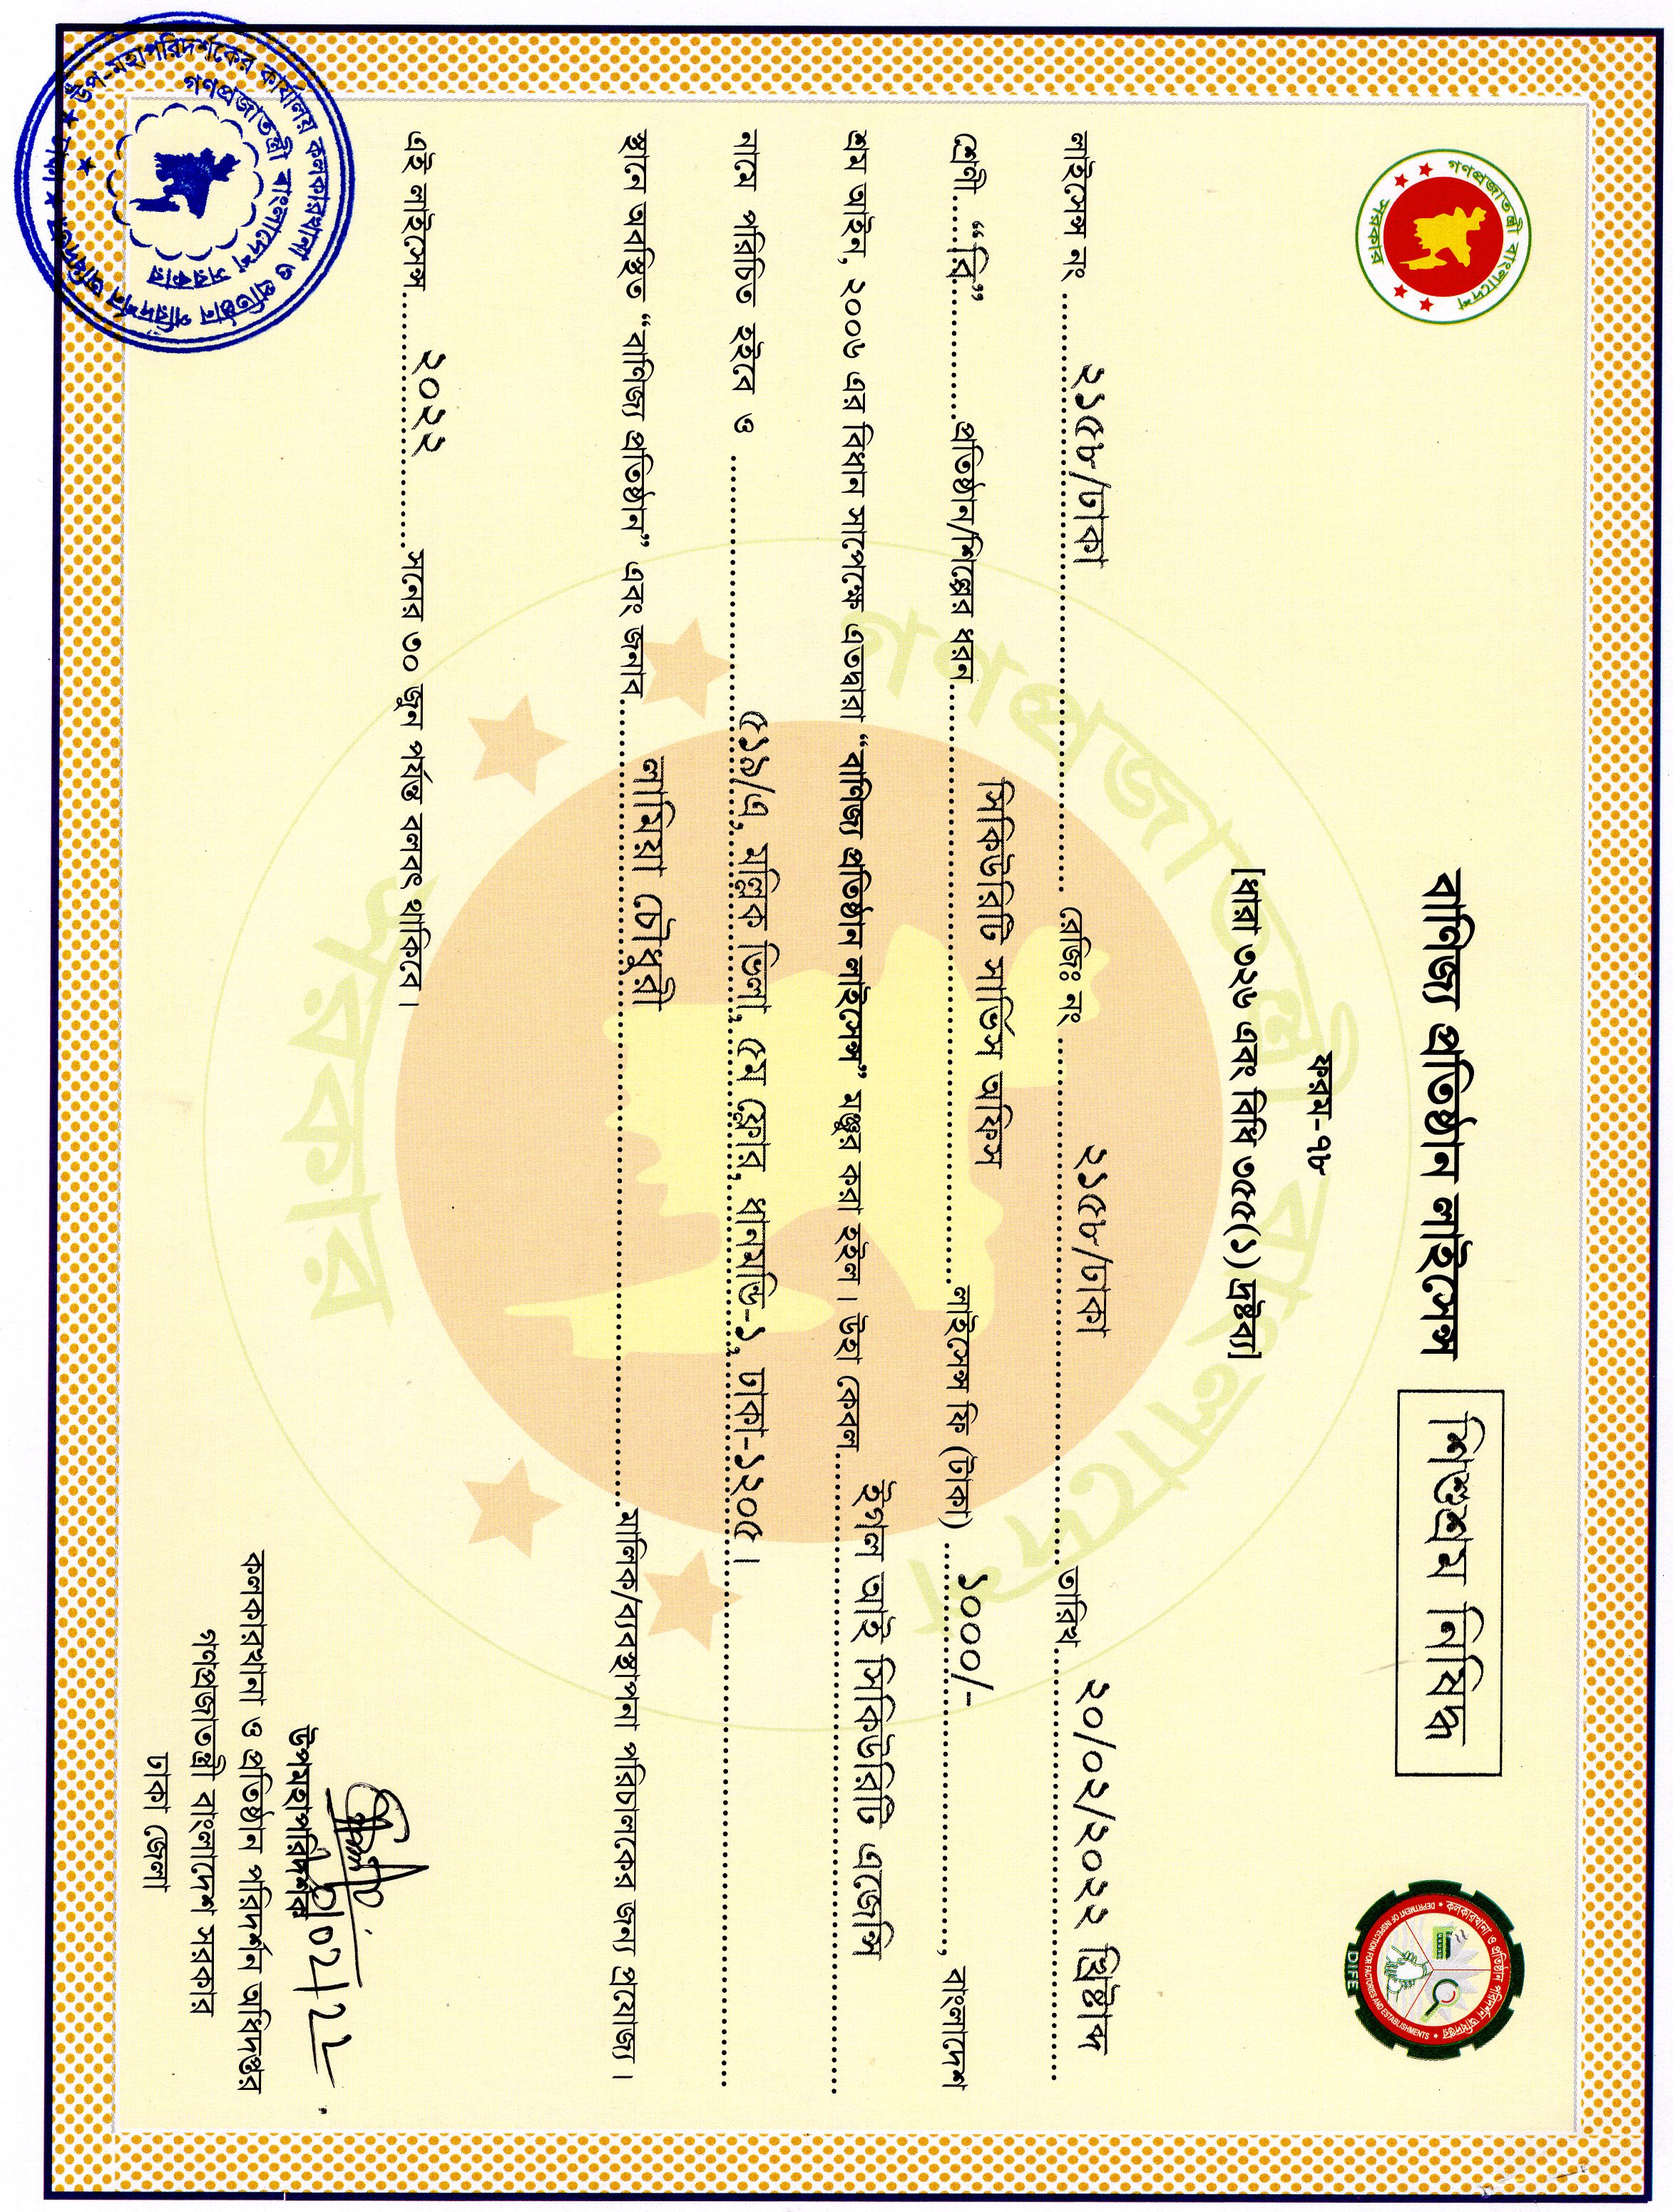 গণপ্রজাতন্ত্রী বাংলাদেশ
সরকার
বাণিজ্য প্রতিষ্ঠান লাইসেন্স
শিশুশ্রম নিষিদ্ধ
কলকারখানা ও প্রতিষ্ঠান পরিদর্শন অধিদপ্তর
DEPARTMENT OF INSPECTION FOR FACTORIES AND ESTABLISHMENTS
DIFE
ফরম-৭৮
[ধারা ৩২৬ এবং বিধি ৩৫৫(১) দ্রষ্টব্য]
গণপ্রজাতন্ত্রী বাংলাদেশ
লাইসেন্স নং ২১৫৮/ঢাকা রেজিঃ নং ২১৫৮/ঢাকা তারিখ ২০/০২/২০২২ খ্রিষ্টাব্দ
শ্রেণী “রি” প্রতিষ্ঠান/শিল্পের ধরন সিকিউরিটি সার্ভিস অফিস লাইসেন্স ফি (টাকা) ১০০০/- , বাংলাদেশ
শ্রম আইন, ২০০৬ এর বিধান সাপেক্ষে এতদ্বারা “বাণিজ্য প্রতিষ্ঠান লাইসেন্স” মঞ্জুর করা হইল। উহা কেবল ইগল আই সিকিউরিটি এজেন্সি
নামে পরিচিত হইবে ও ৫১৯/এ, মল্লিক ভিলা, ৫ম ফ্লোর, ধানমন্ডি-১, ঢাকা-১২০৫।
স্থানে অবস্থিত “বাণিজ্য প্রতিষ্ঠান” এবং জনাব লামিয়া চৌধুরী মালিক/ব্যবস্থাপনা পরিচালকের জন্য প্রযোজ্য।
এই লাইসেন্স ২০২২ সনের ৩০ জুন পর্যন্ত বলবৎ থাকিবে।
সরকার
উপমহাপরিদর্শক
কলকারখানা ও প্রতিষ্ঠান পরিদর্শন অধিদপ্তর
গণপ্রজাতন্ত্রী বাংলাদেশ সরকার
ঢাকা জেলা
উপ-মহাপরিদর্শকের কার্যালয় কলকারখানা ও প্রতিষ্ঠান পরিদর্শন অধিদপ্তর
গণপ্রজাতন্ত্রী বাংলাদেশ সরকার
ঢাকা